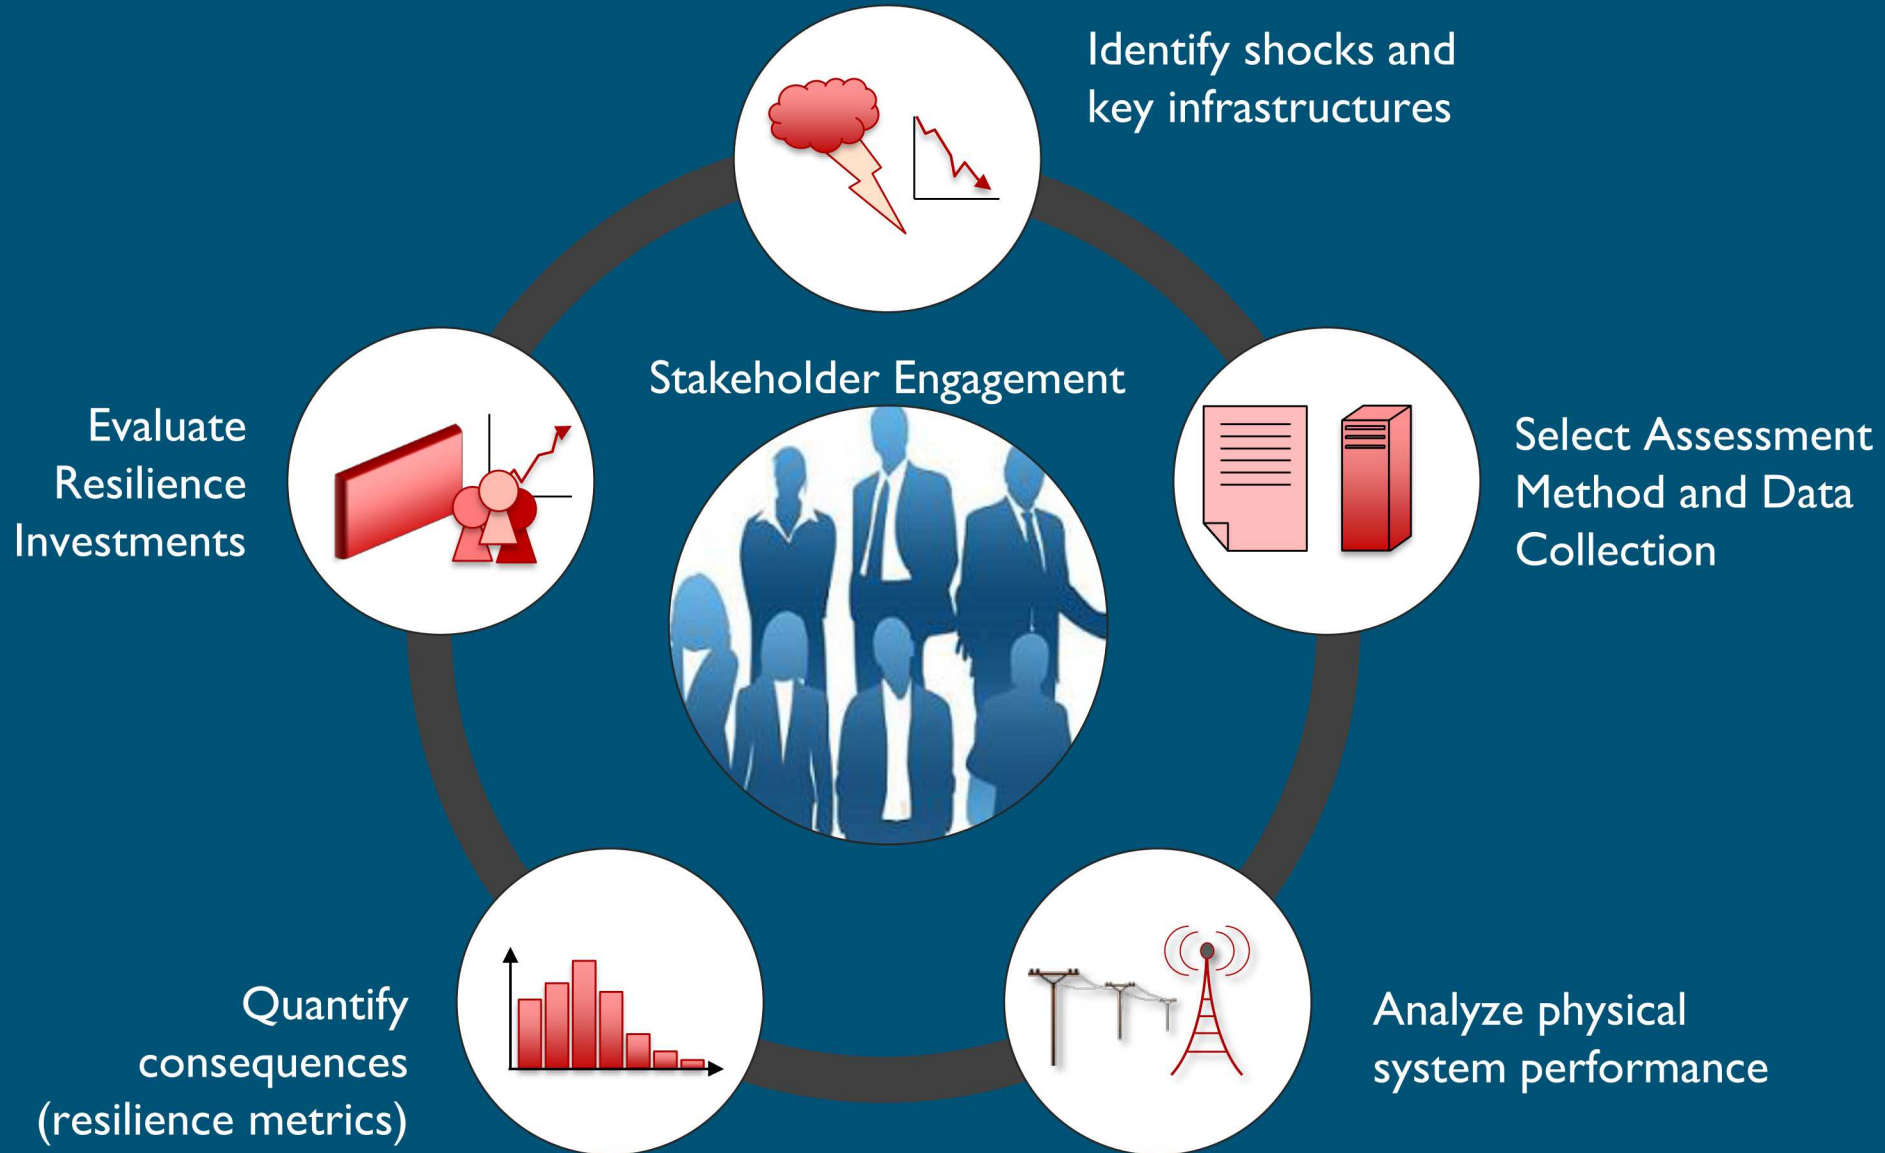 Identify shocks and
key infrastructures
Stakeholder Engagement
Evaluate
Resilience
Investments
Select Assessment
Method and Data
Collection
Quantify
consequences
(resilience metrics)
Analyze physical
system performance